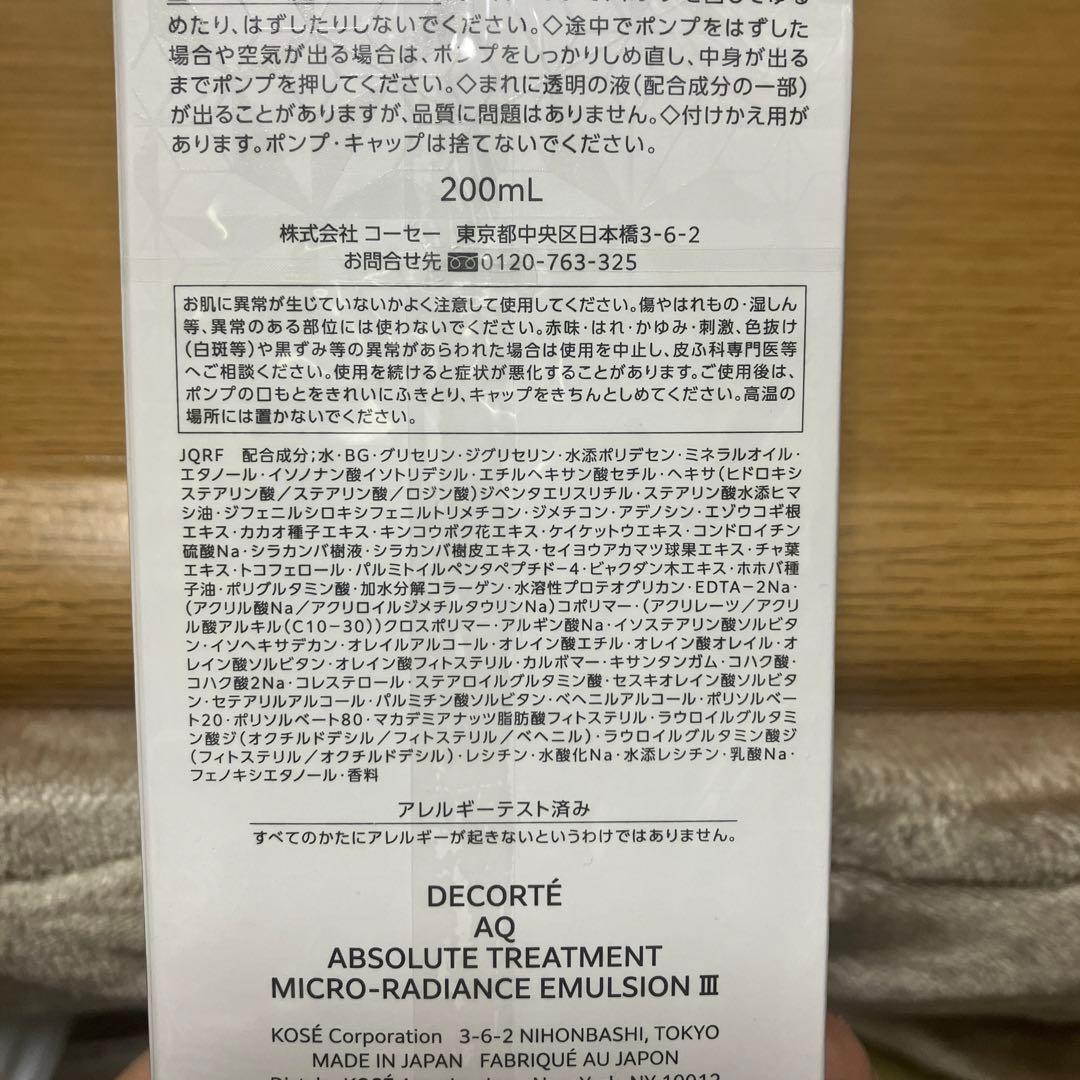 めたり、はずしたりしないでください。◇途中でポンプをはずした
場合や空気が出る場合は、ポンプをしっかりしめ直し、中身が出る
までポンプを押してください。◇まれに透明の液(配合成分の一部)
が出ることがありますが、品質に問題はありません。◇付けかえ用が
あります。ポンプ・キャップは捨てないでください。
200mL
株式会社 コーセー 東京都中央区日本橋3-6-2
お問合せ先 0120-763-325
お肌に異常が生じていないかよく注意して使用してください。傷やはれもの・湿しん
等、異常のある部位には使わないでください。赤味・はれ・かゆみ・刺激、色抜け
(白斑等)や黒ずみ等の異常があらわれた場合は使用を中止し、皮ふ科専門医等
へご相談ください。使用を続けると症状が悪化することがあります。ご使用後は、
ポンプの口もとをきれいにふきとり、キャップをきちんとしめてください。高温の
場所には置かないでください。
JQRF 配合成分;水・BG・グリセリン・ジグリセリン・水添ポリデセン・ミネラルオイル・
エタノール・イソノナン酸イソトリデシル・エチルヘキサン酸セチル・ヘキサ(ヒドロキシ
ステアリン酸/ステアリン酸/ロジン酸)ジペンタエリスリチル・ステアリン酸水添ヒマ
シ油・ジフェニルシロキシフェニルトリメチコン・ジメチコン・アデノシン・エゾウコギ根
エキス・カカオ種子エキス・キンコウボク花エキス・ケイケットウエキス・コンドロイチン
硫酸Na・シラカンバ樹液・シラカンバ樹皮エキス・セイヨウアカマツ球果エキス・チャ葉
エキス・トコフェロール・パルミトイルペンタペプチド-4・ビャクダン木エキス・ホホバ種
子油・ポリグルタミン酸・加水分解コラーゲン・水溶性プロテオグリカン・EDTA-2Na・
(アクリル酸Na/アクリロイルジメチルタウリンNa)コポリマー・(アクリレーツ/アクリ
ル酸アルキル(C10-30))クロスポリマー・アルギン酸Na・イソステアリン酸ソルビタ
ン・イソヘキサデカン・オレイルアルコール・オレイン酸エチル・オレイン酸オレイル・オ
レイン酸ソルビタン・オレイン酸フィトステリル・カルボマー・キサンタンガム・コハク酸・
コハク酸2Na・コレステロール・ステアロイルグルタミン酸・セスキオレイン酸ソルビタ
ン・セテアリルアルコール・パルミチン酸ソルビタン・ベヘニルアルコール・ポリソルベー
ト20・ポリソルベート80・マカデミアナッツ脂肪酸フィトステリル・ラウロイルグルタミ
ン酸ジ(オクチルドデシル/フィトステリル/ベヘニル)・ラウロイルグルタミン酸ジ
(フィトステリル/オクチルドデシル)・レシチン・水酸化Na・水添レシチン・乳酸Na・
フェノキシエタノール・香料
アレルギーテスト済み
すべてのかたにアレルギーが起きないというわけではありません。
DECORTÉ
AQ
ABSOLUTE TREATMENT
MICRO-RADIANCE EMULSION Ⅲ
KOSÉ Corporation 3-6-2 NIHONBASHI, TOKYO
MADE IN JAPAN FABRIQUÉ AU JAPON